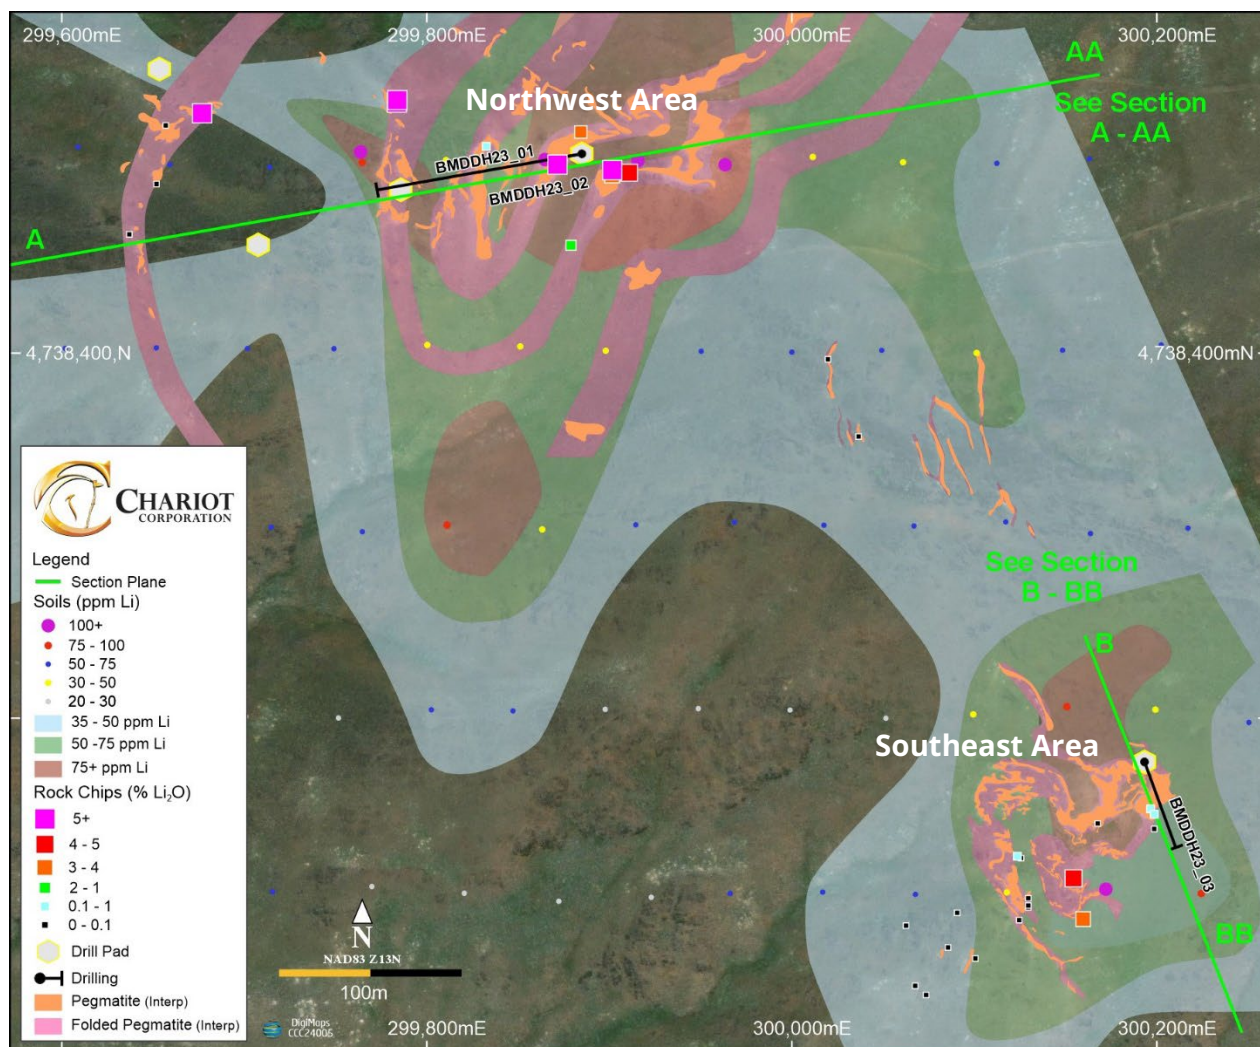 299,600mE
299,800mE
300,000mE
300,200mE
AA
See Section
A - AA
Northwest Area
BMDDH23_01
BMDDH23_02
A
4,738,400,N
4,738,400mN
CHARIOT
CORPORATION
Legend
Section Plane
Soils (ppm Li)
100+
75 - 100
50 - 75
30 - 50
20 - 30
35 - 50 ppm Li
50 -75 ppm Li
75+ ppm Li
Rock Chips (% Li₂O)
5+
4 - 5
3 - 4
2 - 1
0.1 - 1
0 - 0.1
Drill Pad
Drilling
Pegmatite (Interp)
Folded Pegmatite (Interp)
See Section
B - BB
B
Southeast Area
BMDDH23_03
BB
N
NAD83 Z13N
100m
DigiMaps
CCC24006
299,800mE
300,000mE
300,200mE